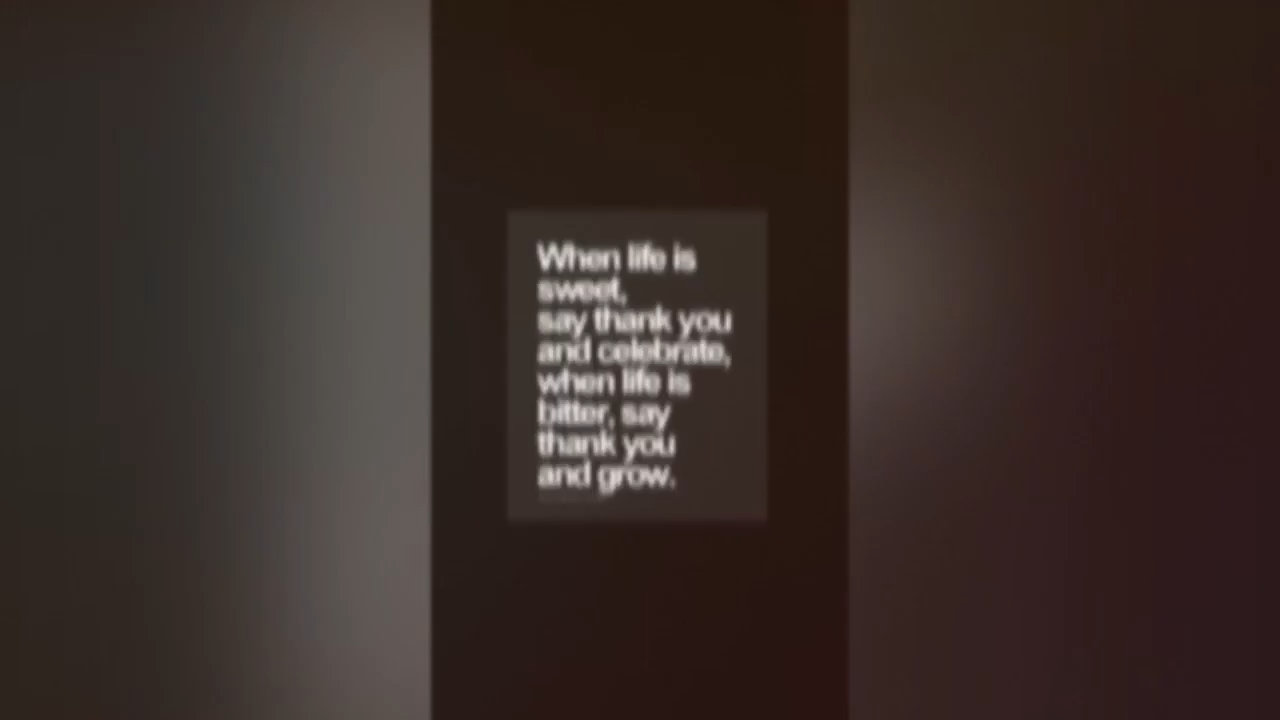 When life is
sweet,
say thank you
and celebrate,
when life is
bitter, say
thank you
and grow.